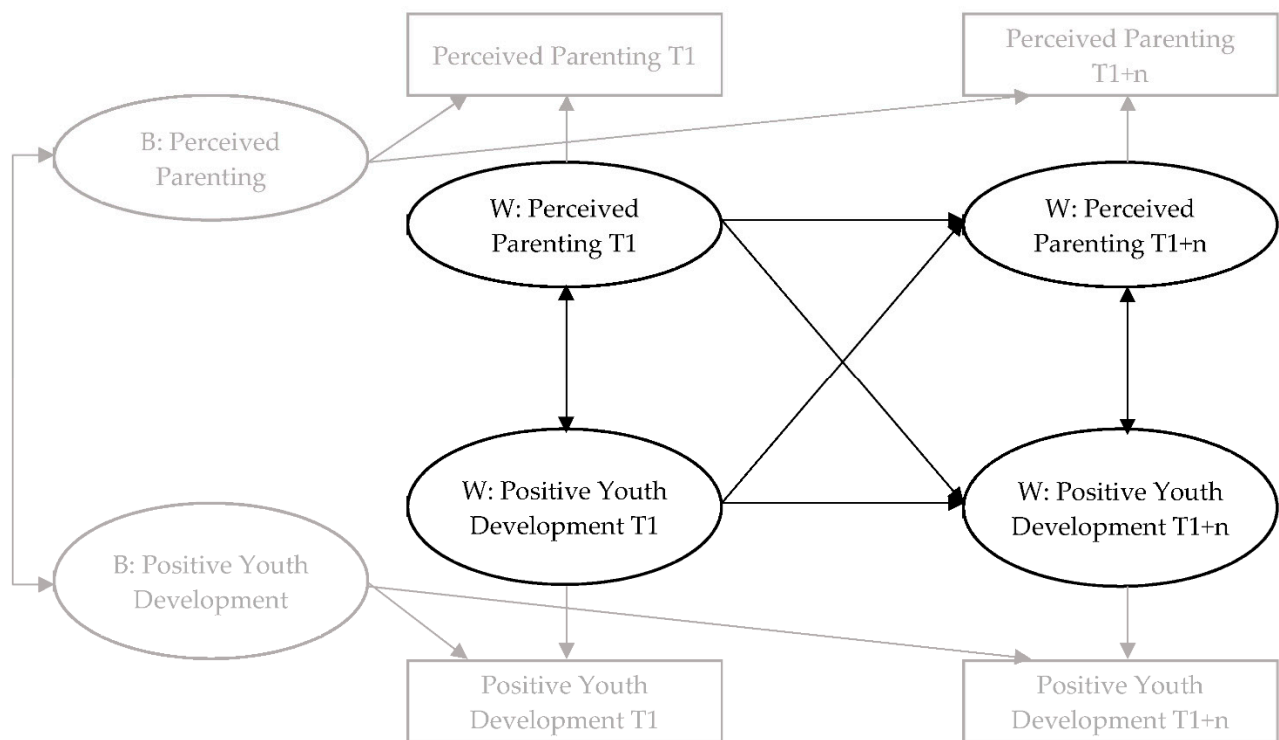 Perceived Parenting T1
Perceived Parenting
T1+n
B: Perceived
Parenting
W: Perceived
Parenting T1
W: Perceived
Parenting T1+n
W: Positive Youth
Development T1
W: Positive Youth
Development T1+n
B: Positive Youth
Development
Positive Youth
Development T1
Positive Youth
Development T1+n